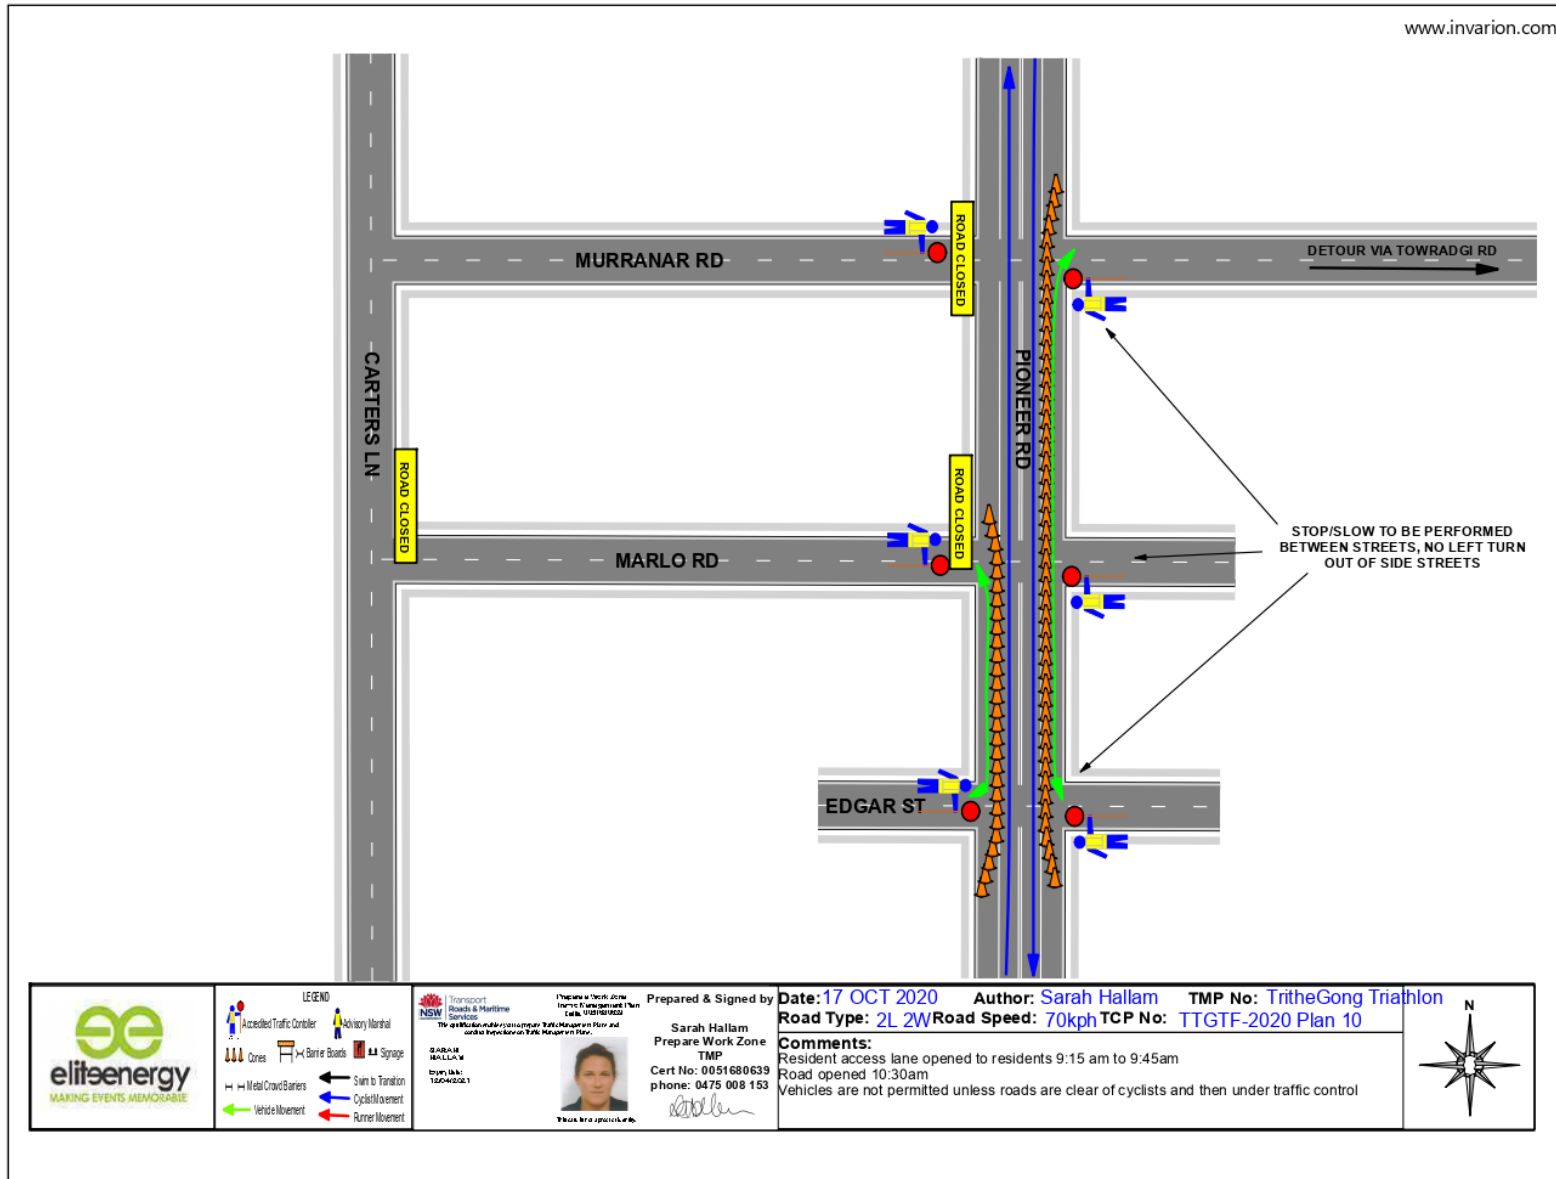 www.invarion.com
ROAD CLOSED
MURRANAR RD
DETOUR VIA TOWRADGI RD
CARTERS LN
PIONEER RD
ROAD CLOSED
ROAD CLOSED
STOP/SLOW TO BE PERFORMED
BETWEEN STREETS, NO LEFT TURN
OUT OF SIDE STREETS
MARLO RD
EDGAR ST
eliteenergy
MAKING EVENTS MEMORABLE
LEGEND
Accredited Traffic Contoller
Advisory Marshal
Cones
Barrier Boards
Signage
Metal Crowd Barriers
Swim to Transition
Cyclist Movement
Vehicle Movement
Runner Movement
NSW
Transport
Roads & Maritime
Services
SARAH
HALLAM
Prepared & Signed by
Sarah Hallam
Prepare Work Zone
TMP
Cert No: 0051680639
phone: 0475 008 153
Date: 17 OCT 2020 Author: Sarah Hallam TMP No: TritheGong Triathlon
Road Type: 2L 2W Road Speed: 70kph TCP No: TTGTF-2020 Plan 10
Comments:
Resident access lane opened to residents 9:15 am to 9:45am
Road opened 10:30am
Vehicles are not permitted unless roads are clear of cyclists and then under traffic control
N